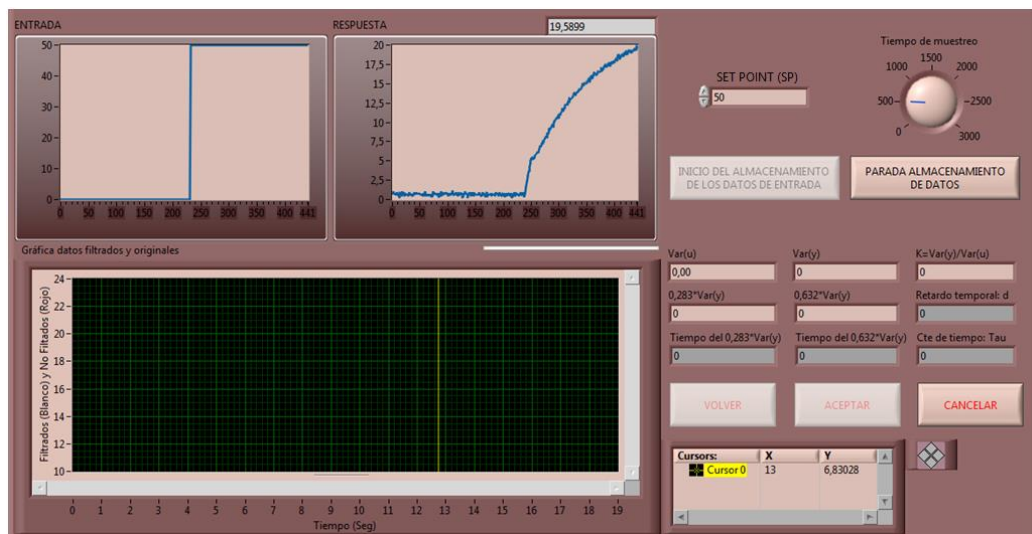 ENTRADA
50
40
30
20
10
0
0 50 100 150 200 250 300 350 400 441
RESPUESTA
19,5899
20
17,5
15
12,5
10
7,5
5
2,5
0
0 50 100 150 200 250 300 350 400 441
SET POINT (SP)
50
Tiempo de muestreo
0 500 1000 1500 2000 2500 3000
INICIO DEL ALMACENAMIENTO
DE LOS DATOS DE ENTRADA
PARADA ALMACENAMIENTO
DE DATOS
Gráfica datos filtrados y originales
Filtrados (Blanco) y No Filtados (Rojo)
24
22
20
18
16
14
12
10
0 1 2 3 4 5 6 7 8 9 10 11 12 13 14 15 16 17 18 19
Tiempo (Seg)
Var(u) Var(y) K=Var(y)/Var(u)
0,00 0 0
0,283*Var(y) 0,632*Var(y) Retardo temporal: d
0 0 0
Tiempo del 0,283*Var(y) Tiempo del 0,632*Var(y) Cte de tiempo: Tau
0 0 0
VOLVER ACEPTAR CANCELAR
Cursors: X Y
Cursor 0 13 6,83028